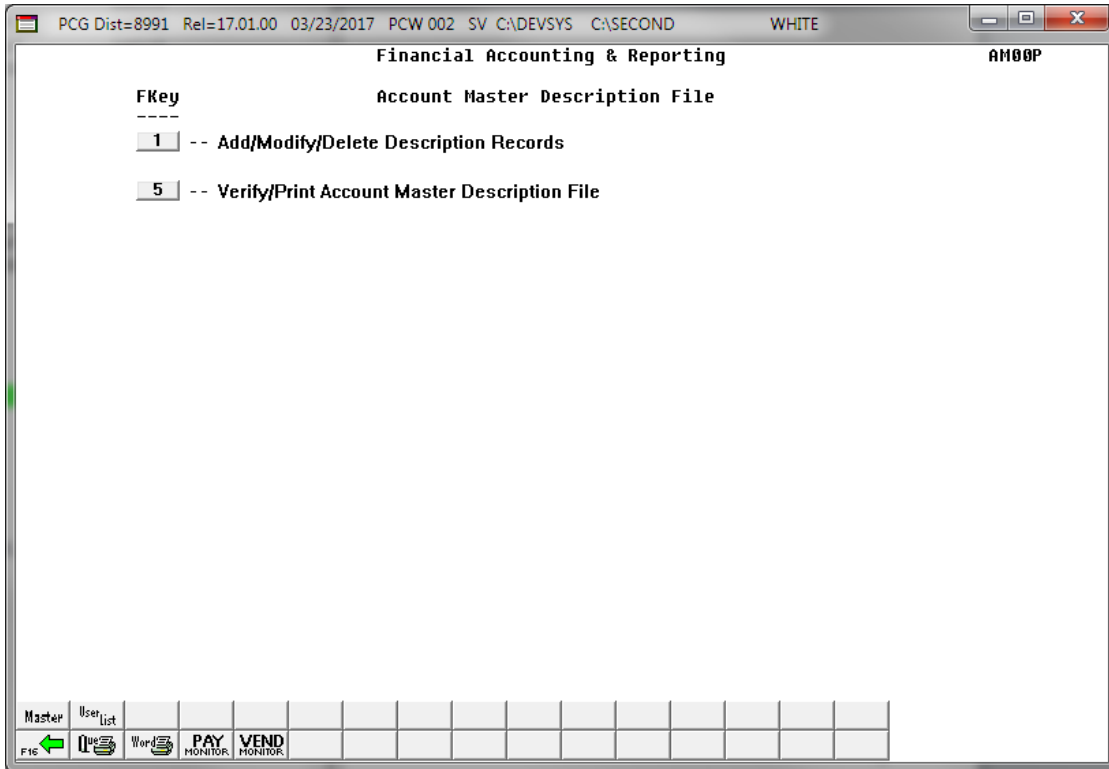 PCG Dist=8991 Rel=17.01.00 03/23/2017 PCW 002 SV C:\DEVSYS C:\SECOND WHITE
Financial Accounting & Reporting AM00P
FKey Account Master Description File
----
1 -- Add/Modify/Delete Description Records
5 -- Verify/Print Account Master Description File
Master User List
F16 Que Word PAY MONITOR VEND MONITOR